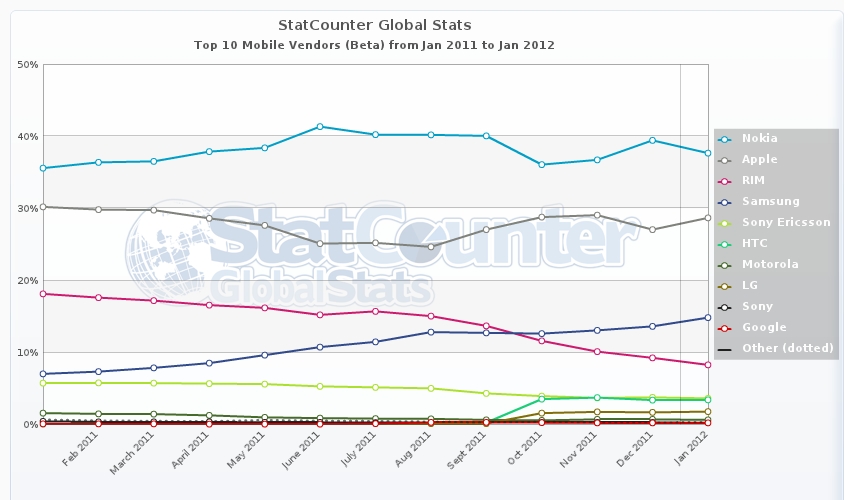 StatCounter Global Stats
Top 10 Mobile Vendors (Beta) from Jan 2011 to Jan 2012
50%
40%
30%
20%
10%
0%
StatCounter
GlobalStats
Nokia
Apple
RIM
Samsung
Sony Ericsson
HTC
Motorola
LG
Sony
Google
Other (dotted)
Feb 2011
March 2011
April 2011
May 2011
June 2011
July 2011
Aug 2011
Sept 2011
Oct 2011
Nov 2011
Dec 2011
Jan 2012